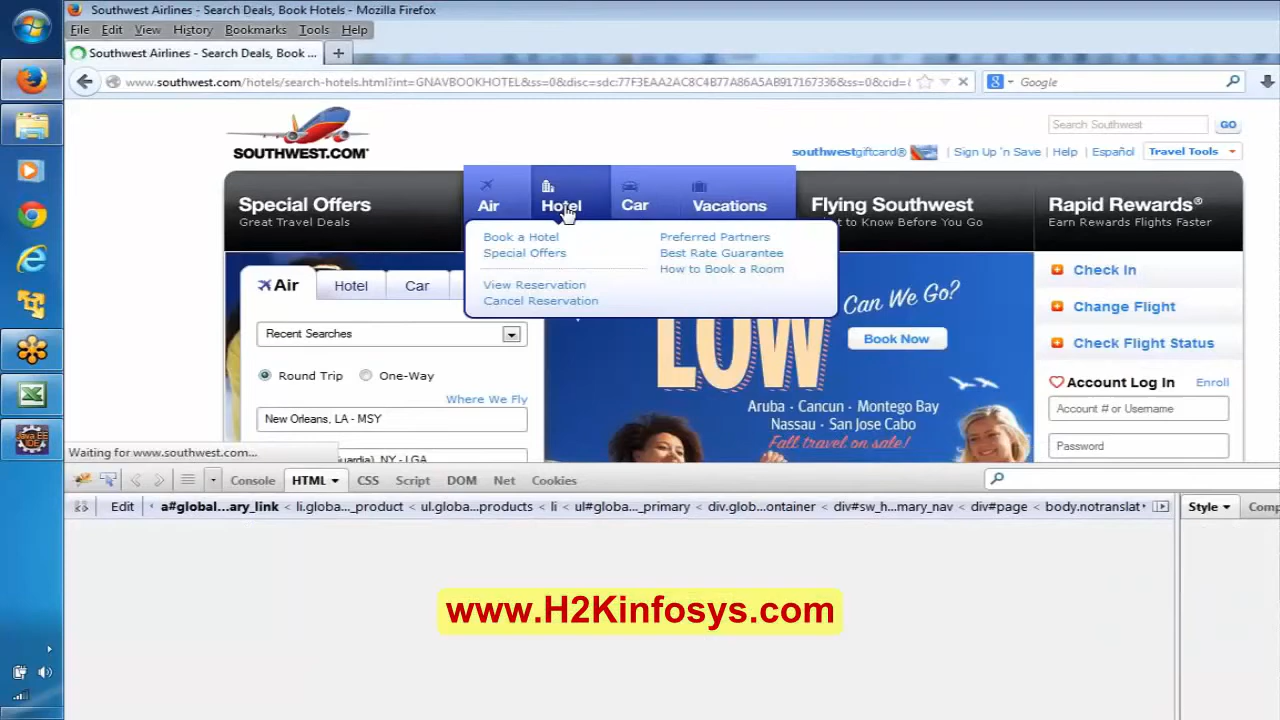 Southwest Airlines - Search Deals, Book Hotels - Mozilla Firefox
File Edit View History Bookmarks Tools Help
Southwest Airlines - Search Deals, Book ... +
www.southwest.com/hotels/search-hotels.html?int=GNAVBOOKHOTEL&ss=0&disc=sdc:77F3EAA2AC8C4B77A86A5AB917167336&ss=0&cid=
Google
SOUTHWEST.COM®
Search Southwest GO
southwestgiftcard® Sign Up 'n Save Help Español Travel Tools
Special Offers
Great Travel Deals
Air Hotel Car Vacations
Flying Southwest
t to Know Before You Go
Rapid Rewards®
Earn Rewards Flights Faster
Book a Hotel
Special Offers
View Reservation
Cancel Reservation
Preferred Partners
Best Rate Guarantee
How to Book a Room
Air Hotel Car
Recent Searches
Round Trip One-Way
Where We Fly
New Orleans, LA - MSY
guardia), NY - LGA
Can We Go?
LOW
Book Now
Aruba · Cancun · Montego Bay
Nassau · San Jose Cabo
Fall travel on sale!
Check In
Change Flight
Check Flight Status
Account Log In Enroll
Account # or Username
Password
Waiting for www.southwest.com...
Console HTML CSS Script DOM Net Cookies
Edit a#global...ary_link < li.globa..._product < ul.globa...products < li < ul#globa..._primary < div.glob...ontainer < div#sw_h...mary_nav < div#page < body.notranslat
Style Comp
www.H2Kinfosys.com